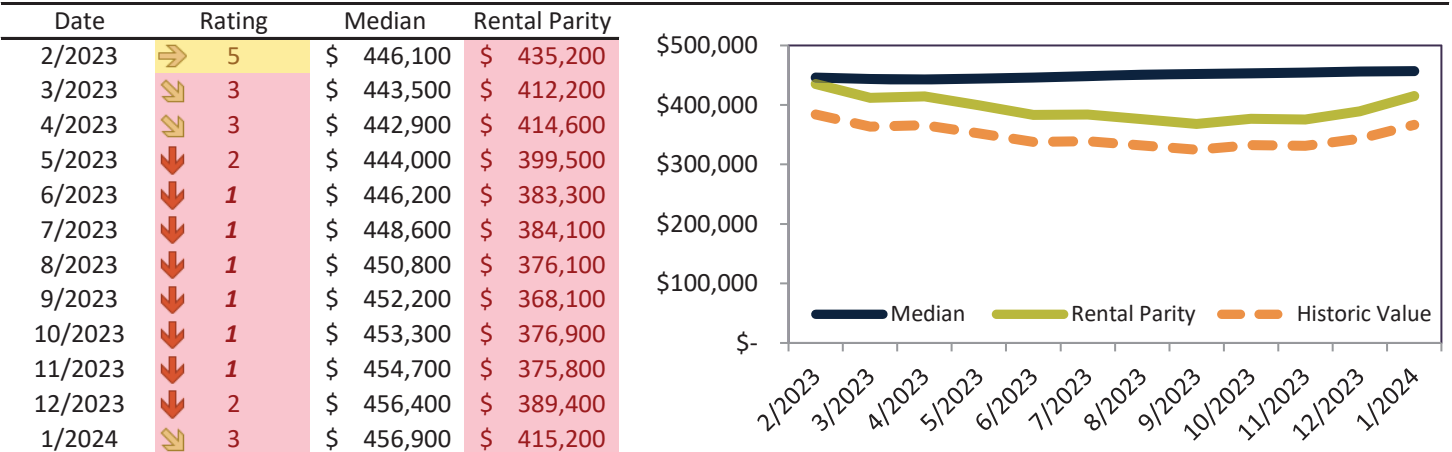 Date Rating Median Rental Parity
2/2023 5 $ 446,100 $ 435,200
3/2023 3 $ 443,500 $ 412,200
4/2023 3 $ 442,900 $ 414,600
5/2023 2 $ 444,000 $ 399,500
6/2023 1 $ 446,200 $ 383,300
7/2023 1 $ 448,600 $ 384,100
8/2023 1 $ 450,800 $ 376,100
9/2023 1 $ 452,200 $ 368,100
10/2023 1 $ 453,300 $ 376,900
11/2023 1 $ 454,700 $ 375,800
12/2023 2 $ 456,400 $ 389,400
1/2024 3 $ 456,900 $ 415,200
$500,000
$400,000
$300,000
$200,000
$100,000
$-
Median Rental Parity Historic Value
2/2023 3/2023 4/2023 5/2023 6/2023 7/2023 8/2023 9/2023 10/2023 11/2023 12/2023 1/2024